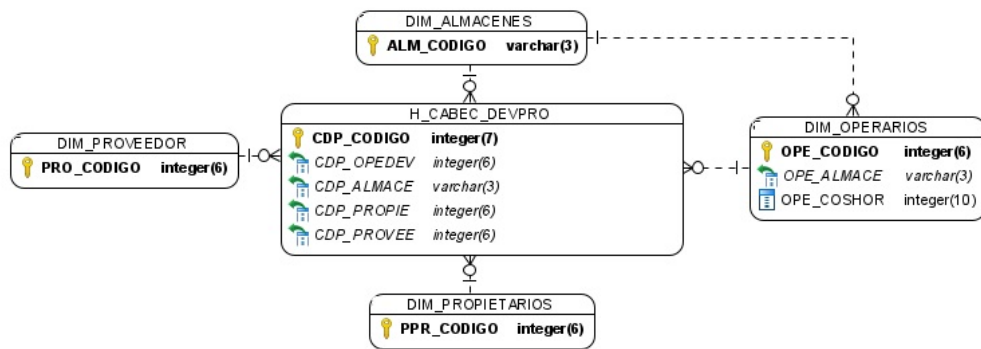 DIM_ALMACENES
ALM_CODIGO varchar(3)
H_CABEC_DEVPRO
CDP_CODIGO integer(7)
CDP_OPEDEV integer(6)
CDP_ALMACE varchar(3)
CDP_PROPIE integer(6)
CDP_PROVEE integer(6)
DIM_PROVEEDOR
PRO_CODIGO integer(6)
DIM_OPERARIOS
OPE_CODIGO integer(6)
OPE_ALMACE varchar(3)
OPE_COSHOR integer(10)
DIM_PROPIETARIOS
PPR_CODIGO integer(6)